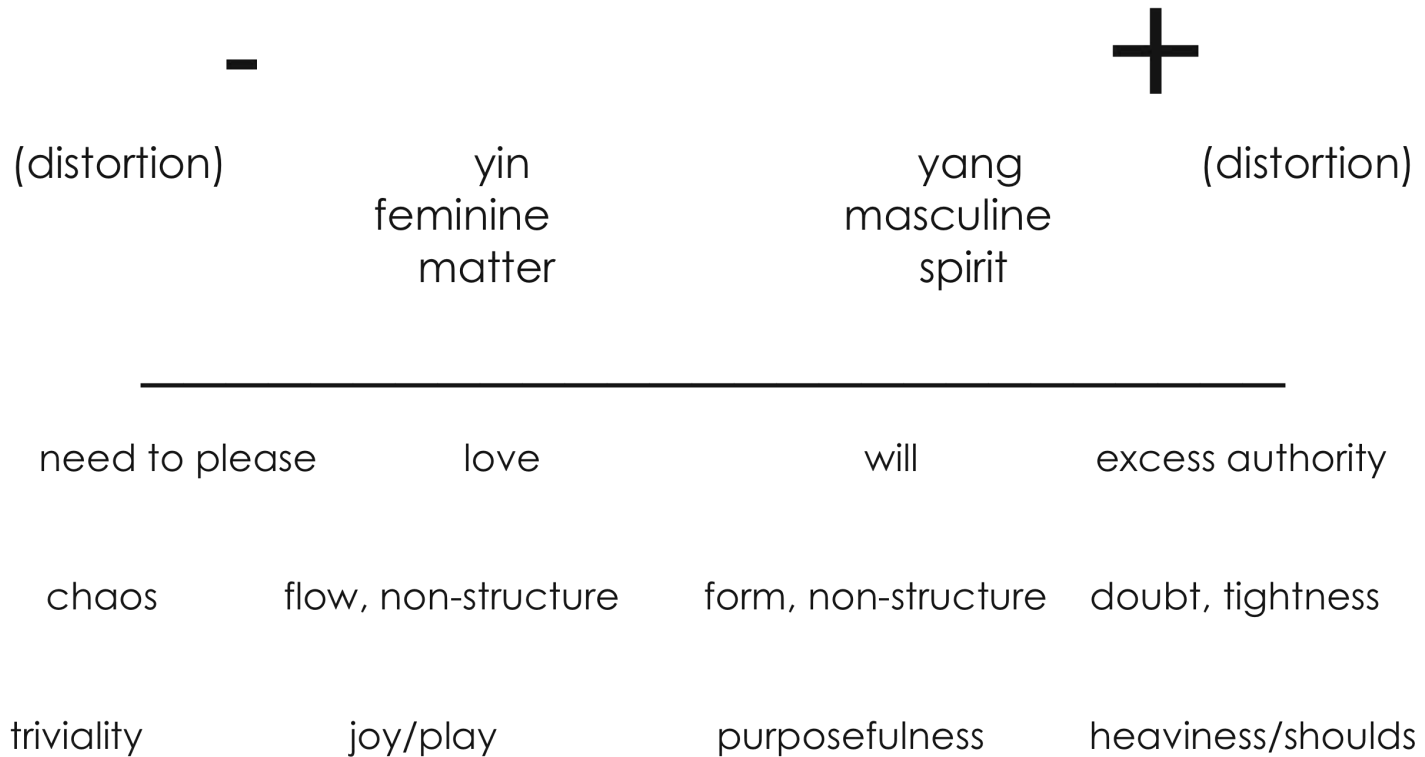 - +
(distortion) yin yang (distortion)
feminine masculine
matter spirit
need to please love will excess authority
chaos flow, non-structure form, non-structure doubt, tightness
triviality joy/play purposefulness heaviness/shoulds